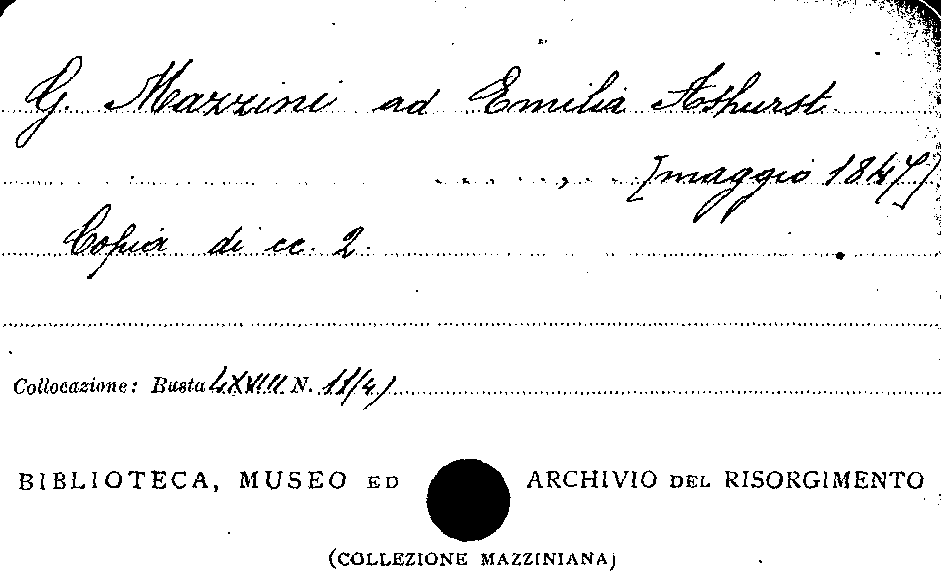 G. Mazzini ad Emilia Ashurst
[maggio 1847]
Copia di cc. 2.
Collocazione: Busta LXVIII N. 11/4)
BIBLIOTECA, MUSEO ED ARCHIVIO DEL RISORGIMENTO
(COLLEZIONE MAZZINIANA)